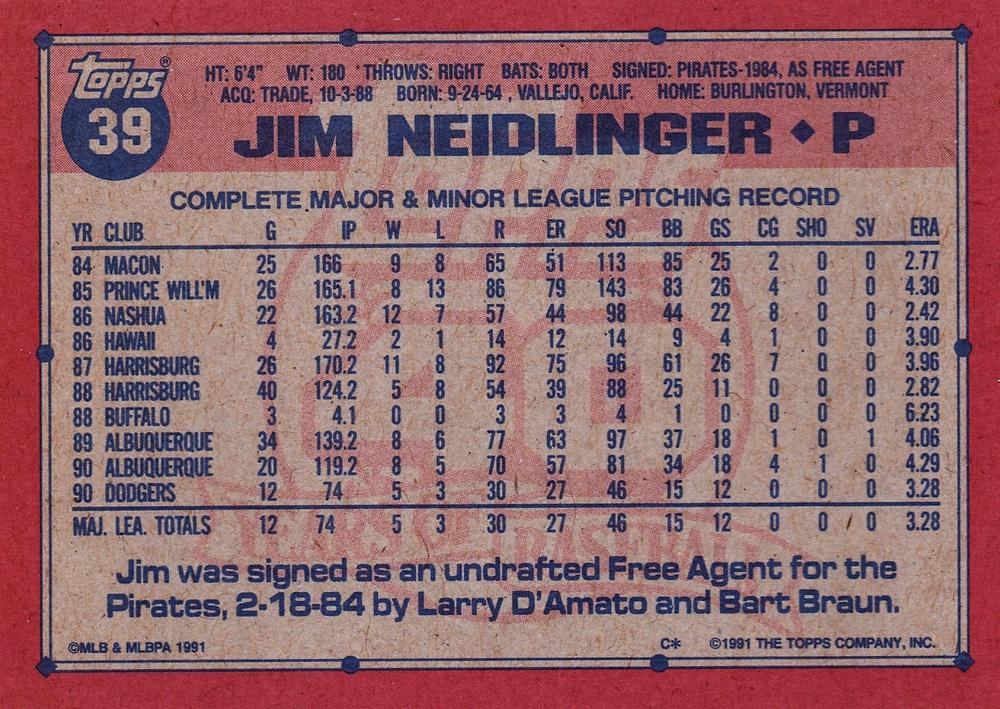 topps®
39
HT: 6'4" WT: 180 THROWS: RIGHT BATS: BOTH SIGNED: PIRATES-1984, AS FREE AGENT
ACQ: TRADE, 10-3-88 BORN: 9-24-64, VALLEJO, CALIF. HOME: BURLINGTON, VERMONT
JIM NEIDLINGER ◆ P
COMPLETE MAJOR & MINOR LEAGUE PITCHING RECORD
YR CLUB G IP W L R ER SO BB GS CG SHO SV ERA
84 MACON 25 166 9 8 65 51 113 85 25 2 0 0 2.77
85 PRINCE WILL'M 26 165.1 8 13 86 79 143 83 26 4 0 0 4.30
86 NASHUA 22 163.2 12 7 57 44 98 44 22 8 0 0 2.42
86 HAWAII 4 27.2 2 1 14 12 14 9 4 1 0 0 3.90
87 HARRISBURG 26 170.2 11 8 92 75 96 61 26 7 0 0 3.96
88 HARRISBURG 40 124.2 5 8 54 39 88 25 11 0 0 0 2.82
88 BUFFALO 3 4.1 0 0 3 3 4 1 0 0 0 0 6.23
89 ALBUQUERQUE 34 139.2 8 6 77 63 97 37 18 1 0 1 4.06
90 ALBUQUERQUE 20 119.2 8 5 70 57 81 34 18 4 1 0 4.29
90 DODGERS 12 74 5 3 30 27 46 15 12 0 0 0 3.28
MAJ. LEA. TOTALS 12 74 5 3 30 27 46 15 12 0 0 0 3.28
Jim was signed as an undrafted Free Agent for the
Pirates, 2-18-84 by Larry D'Amato and Bart Braun.
©MLB & MLBPA 1991 C* ©1991 THE TOPPS COMPANY, INC.
topps
40
YEARS OF BASEBALL